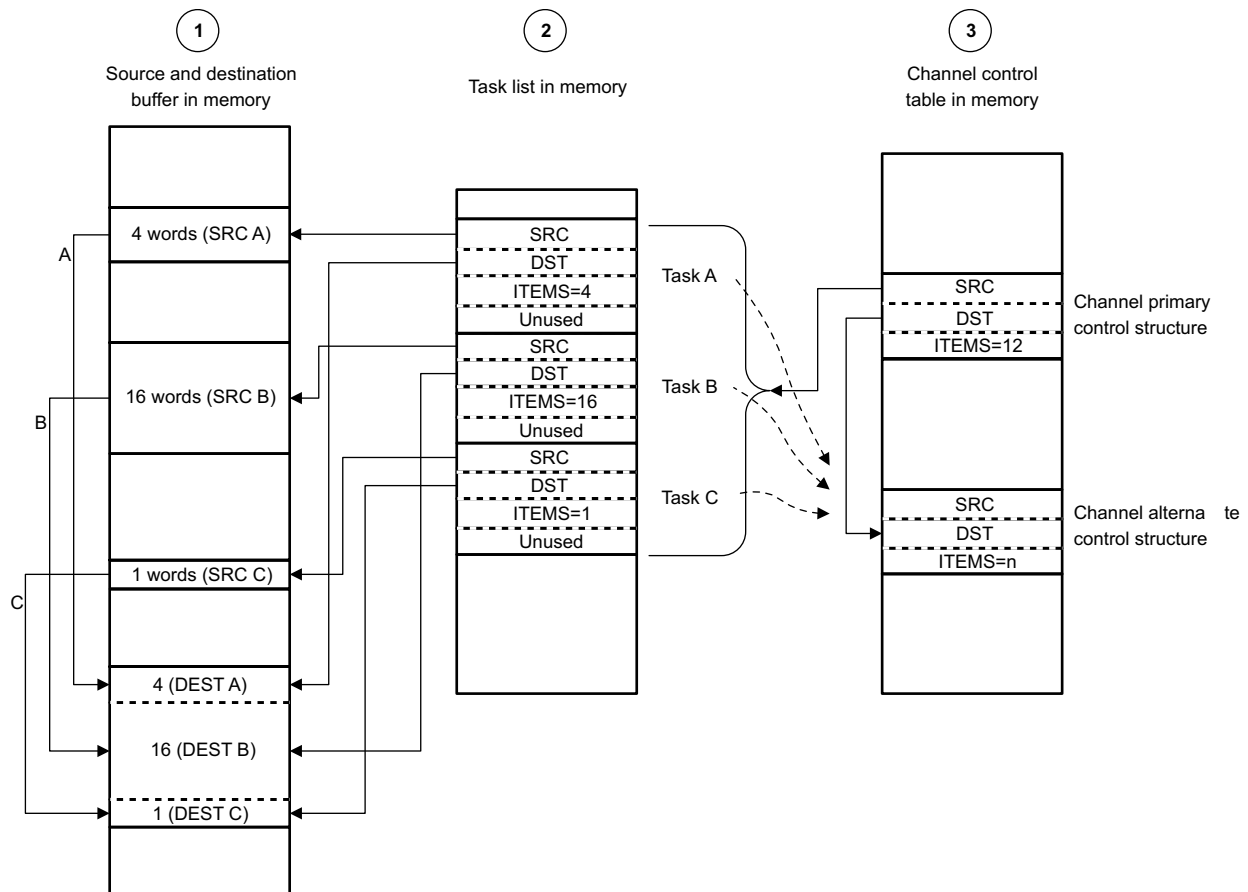 1
Source and destination
buffer in memory
A
4 words (SRC A)
B
16 words (SRC B)
C
1 words (SRC C)
4 (DEST A)
16 (DEST B)
1 (DEST C)
2
Task list in memory
SRC
DST
ITEMS=4
Unused
SRC
DST
ITEMS=16
Unused
SRC
DST
ITEMS=1
Unused
Task A
Task B
Task C
3
Channel control
table in memory
SRC
DST
ITEMS=12
Channel primary
control structure
SRC
DST
ITEMS=n
Channel alterna te
control structure